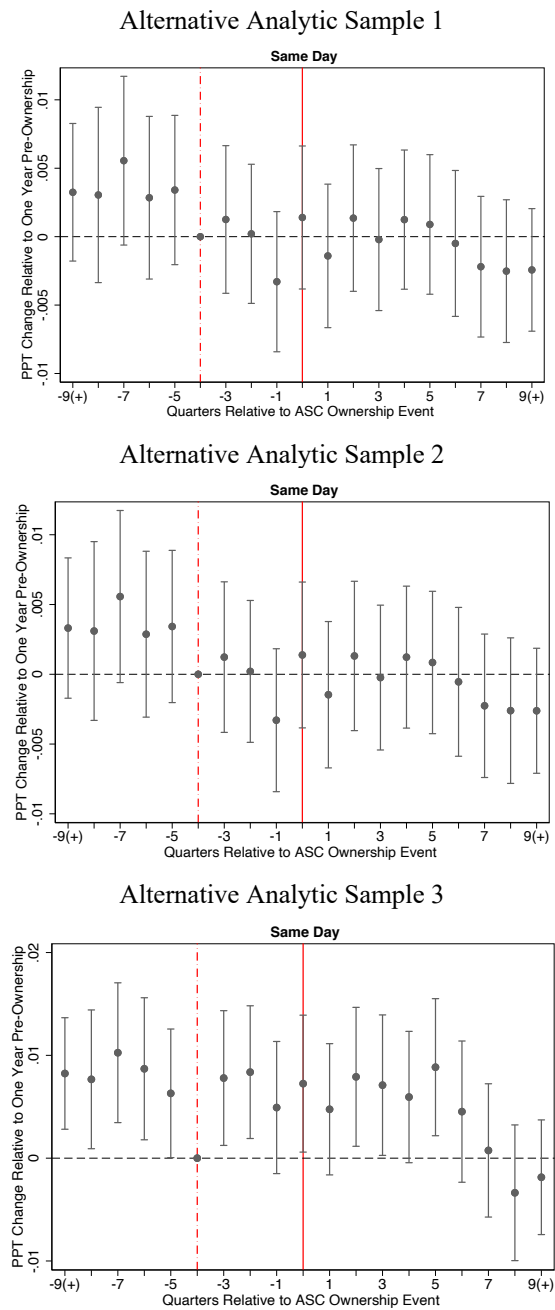 Alternative Analytic Sample 1
Same Day
PPT Change Relative to One Year Pre-Ownership
.01
.005
0
-.005
-.01
-9(+) -7 -5 -3 -1 1 3 5 7 9(+)
Quarters Relative to ASC Ownership Event
Alternative Analytic Sample 2
Same Day
PPT Change Relative to One Year Pre-Ownership
.01
.005
0
-.005
-.01
-9(+) -7 -5 -3 -1 1 3 5 7 9(+)
Quarters Relative to ASC Ownership Event
Alternative Analytic Sample 3
Same Day
PPT Change Relative to One Year Pre-Ownership
.02
.01
0
-.01
-9(+) -7 -5 -3 -1 1 3 5 7 9(+)
Quarters Relative to ASC Ownership Event